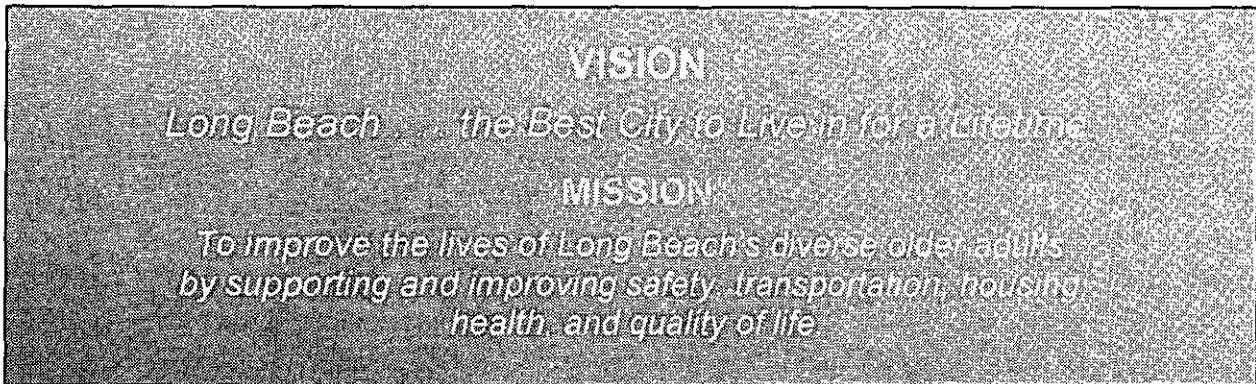 VISION
Long Beach . . . . the Best City to Live in for a Lifetime
MISSION
To improve the lives of Long Beach's diverse older adults
by supporting and improving safety, transportation, housing
health, and quality of life